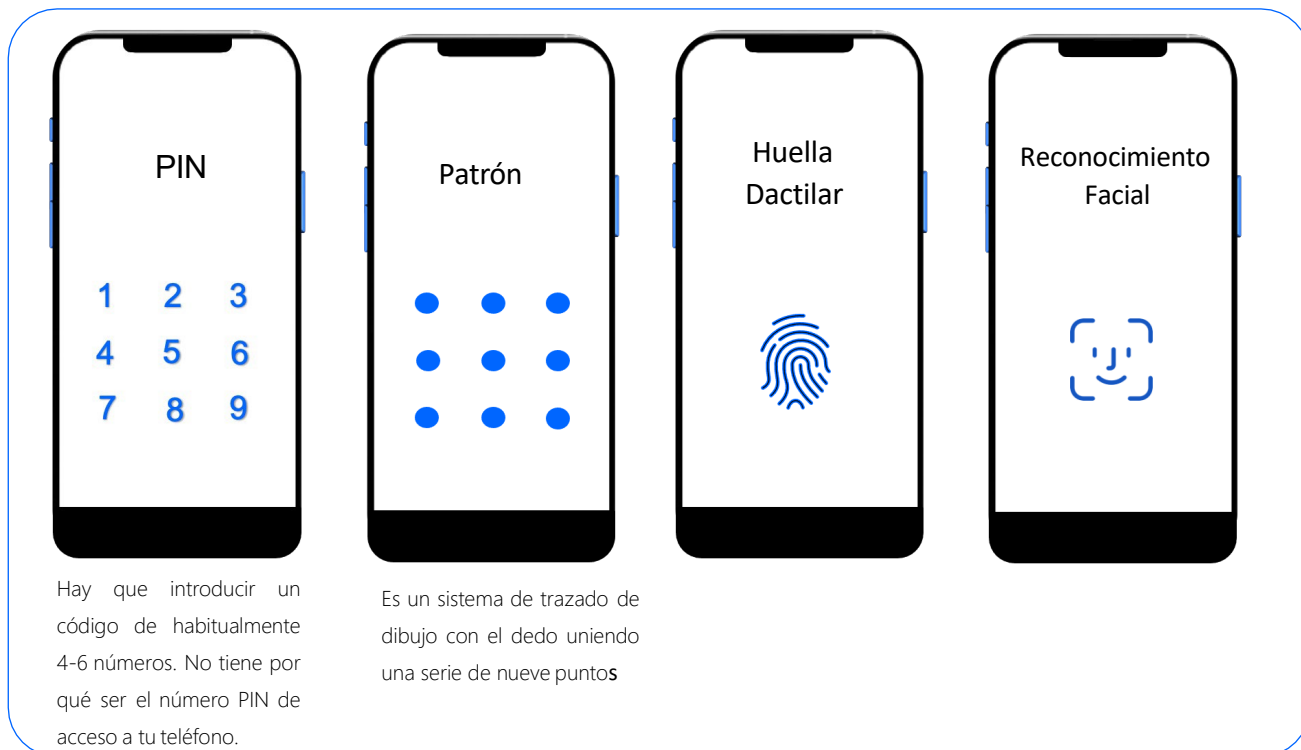 PIN
1 2 3
4 5 6
7 8 9
Hay que introducir un
código de habitualmente
4-6 números. No tiene por
qué ser el número PIN de
acceso a tu teléfono.
Patrón
Es un sistema de trazado de
dibujo con el dedo uniendo
una serie de nueve puntos
Huella
Dactilar
Reconocimiento
Facial